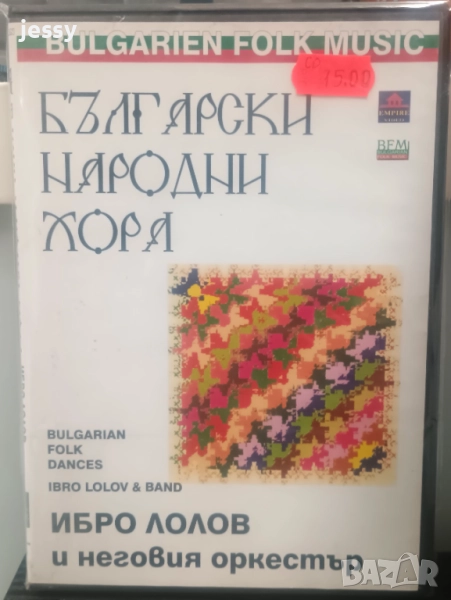 jessy
BULGARIEN FOLK MUSIC
15.00
БЪЛГАРСКИ
НАРОДНИ
ХОРА
EMPIRE
BFM
BULGARIAN
FOLK
DANCES
IBRO LOLOV & BAND
ИБРО ЛОЛОВ
и неговия оркестър
BAZAR